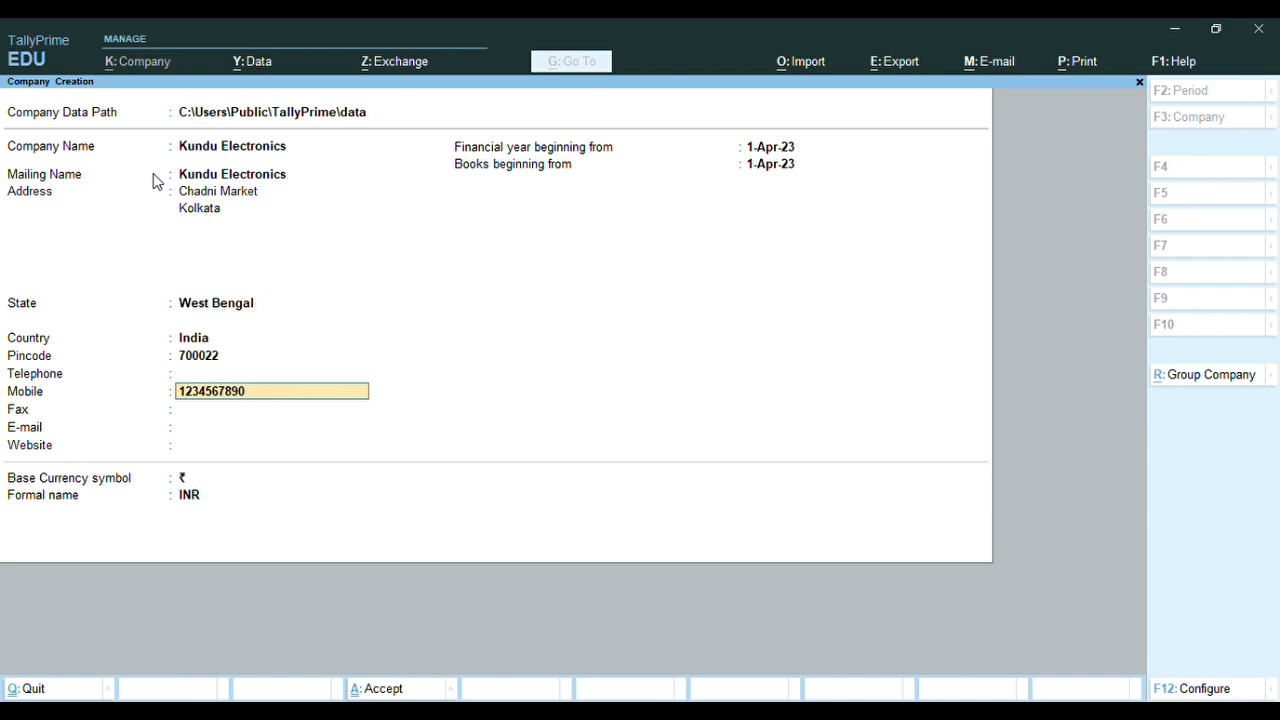 TallyPrime
EDU
MANAGE
K: Company
Y: Data
Z: Exchange
G: Go To
O: Import
E: Export
M: E-mail
P: Print
F1: Help
Company Creation
Company Data Path : C:\Users\Public\TallyPrime\data
Company Name : Kundu Electronics
Financial year beginning from : 1-Apr-23
Books beginning from : 1-Apr-23
Mailing Name : Kundu Electronics
Address : Chadni Market
Kolkata
State : West Bengal
Country : India
Pincode : 700022
Telephone :
Mobile : 1234567890
Fax :
E-mail :
Website :
Base Currency symbol : ₹
Formal name : INR
F2: Period
F3: Company
F4
F5
F6
F7
F8
F9
F10
R: Group Company
Q: Quit
A: Accept
F12: Configure